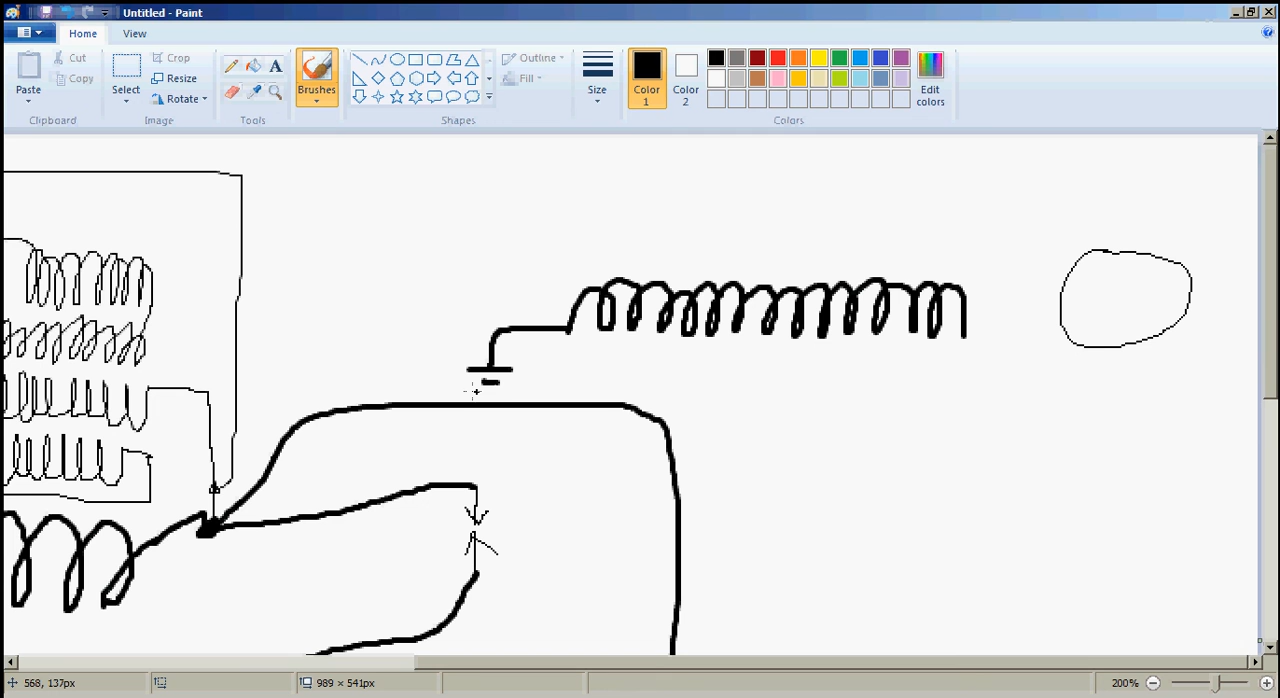 Untitled - Paint
Home View
Paste
Cut
Copy
Clipboard
Select
Crop
Resize
Rotate
Image
A
Tools
Brushes
Outline
Fill
Shapes
Size
Color 1
Color 2
Edit colors
Colors
568, 137px
989 × 541px
200%